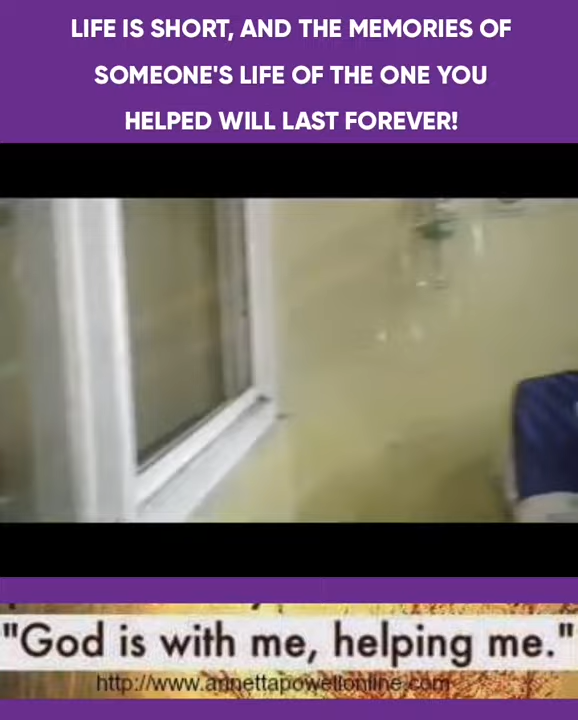 LIFE IS SHORT, AND THE MEMORIES OF
SOMEONE'S LIFE OF THE ONE YOU
HELPED WILL LAST FOREVER!
"God is with me, helping me."
http://www.annettapowellonline.com